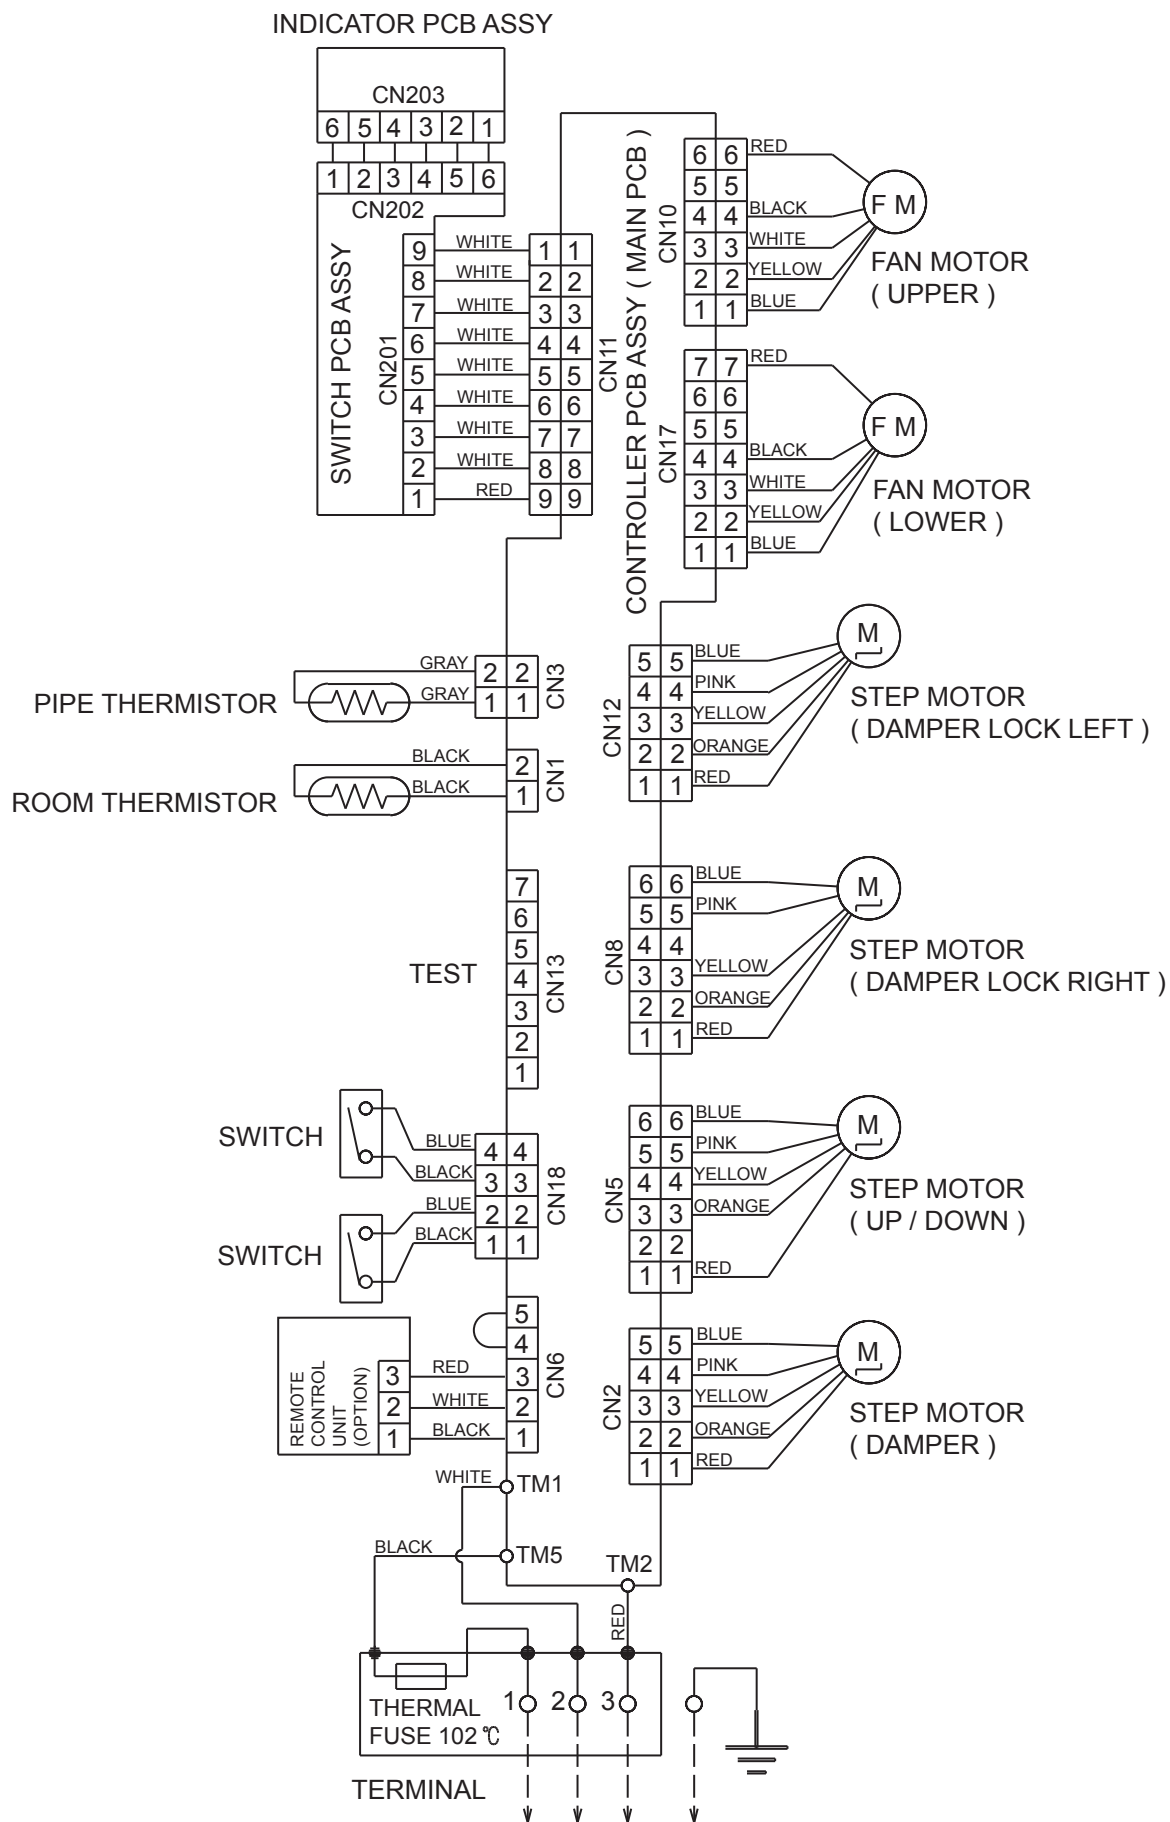 INDICATOR PCB ASSY
CN203
6 5 4 3 2 1
1 2 3 4 5 6
CN202
SWITCH PCB ASSY
CN201
9 WHITE 1 1
8 WHITE 2 2
7 WHITE 3 3
6 WHITE 4 4
5 WHITE 5 5
4 WHITE 6 6
3 WHITE 7 7
2 WHITE 8 8
1 RED 9 9
CN11
CONTROLLER PCB ASSY ( MAIN PCB )
CN10
6 6 RED
5 5
4 4 BLACK
3 3 WHITE
2 2 YELLOW
1 1 BLUE
F M
FAN MOTOR
( UPPER )
CN17
7 7 RED
6 6
5 5
4 4 BLACK
3 3 WHITE
2 2 YELLOW
1 1 BLUE
F M
FAN MOTOR
( LOWER )
PIPE THERMISTOR
GRAY 2 2
GRAY 1 1
CN3
ROOM THERMISTOR
BLACK 2
BLACK 1
CN1
TEST
7
6
5
4
3
2
1
CN13
SWITCH
BLUE 4 4
BLACK 3 3
SWITCH
BLUE 2 2
BLACK 1 1
CN18
REMOTE
CONTROL
UNIT
(OPTION)
5
4
3 RED 3
2 WHITE 2
1 BLACK 1
CN6
CN12
5 5 BLUE
4 4 PINK
3 3 YELLOW
2 2 ORANGE
1 1 RED
M
STEP MOTOR
( DAMPER LOCK LEFT )
CN8
6 6 BLUE
5 5 PINK
4 4
3 3 YELLOW
2 2 ORANGE
1 1 RED
M
STEP MOTOR
( DAMPER LOCK RIGHT )
CN5
6 6 BLUE
5 5 PINK
4 4 YELLOW
3 3 ORANGE
2 2
1 1 RED
M
STEP MOTOR
( UP / DOWN )
CN2
5 5 BLUE
4 4 PINK
3 3 YELLOW
2 2 ORANGE
1 1 RED
M
STEP MOTOR
( DAMPER )
WHITE TM1
BLACK TM5
TM2
RED
1 2 3
THERMAL
FUSE 102 ℃
TERMINAL